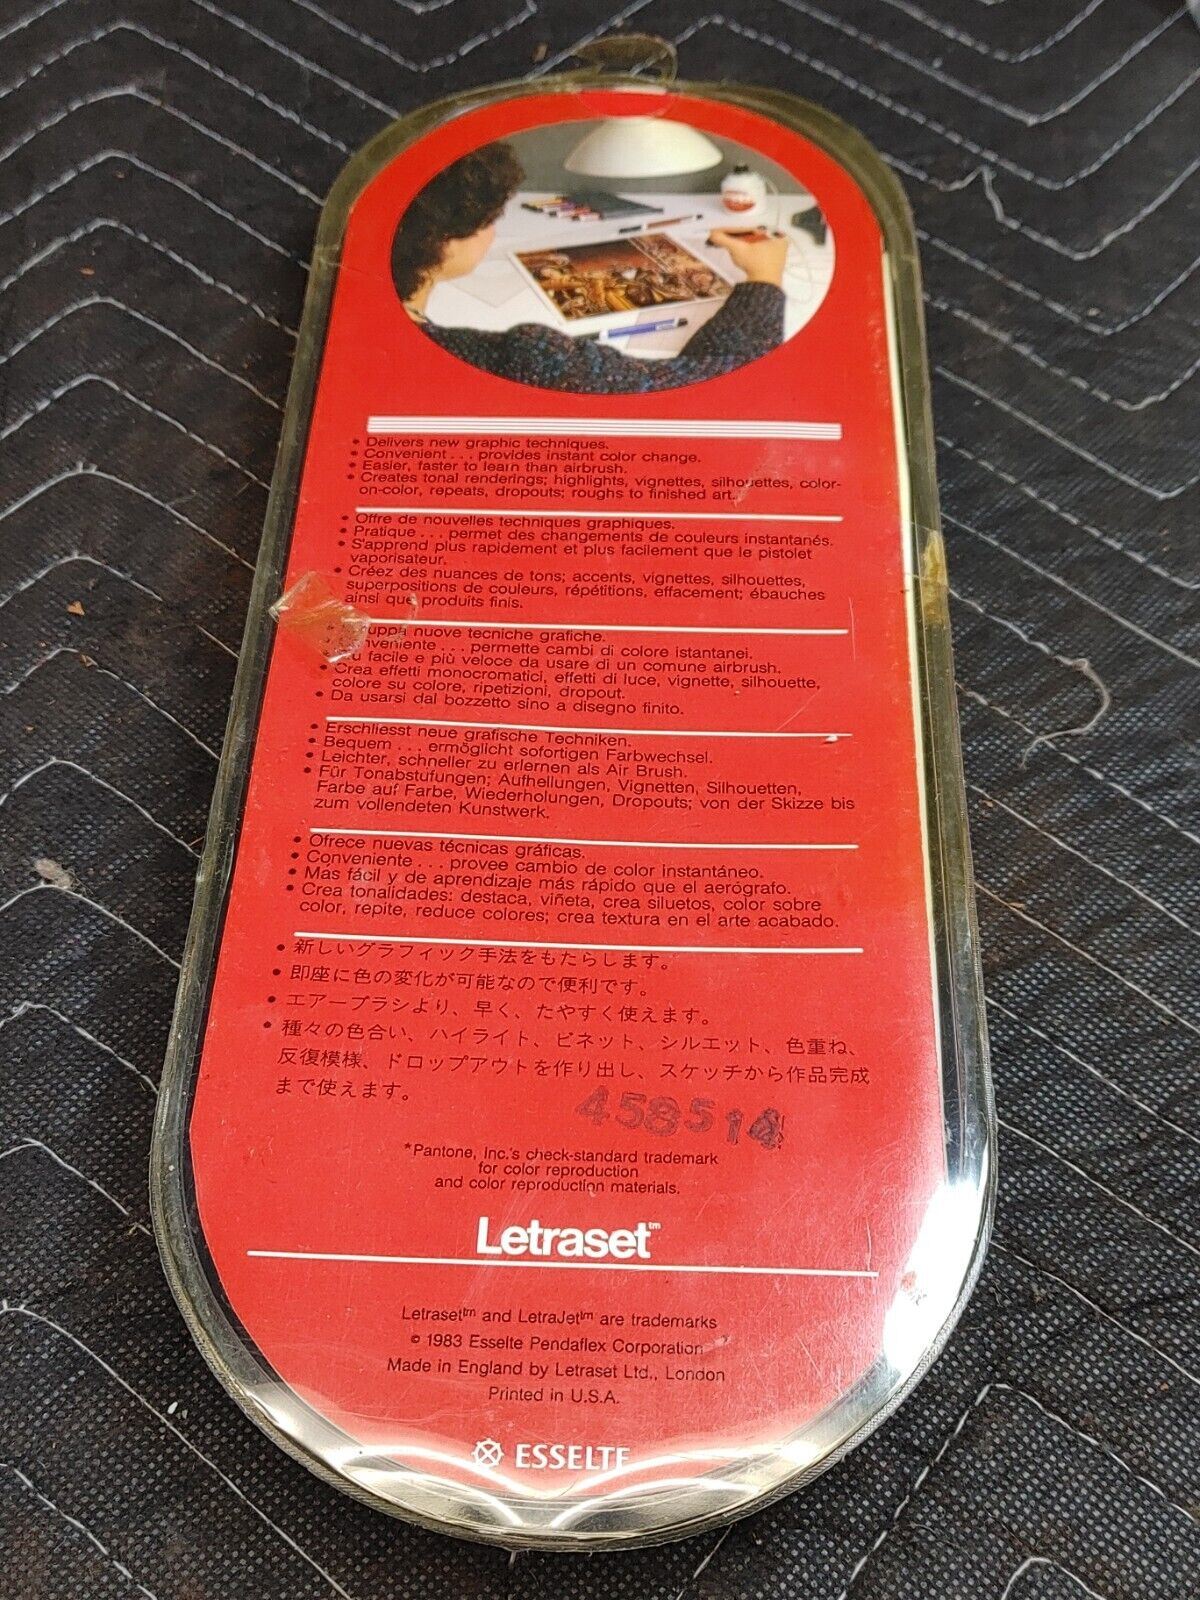 • Delivers new graphic techniques.
• Convenient . . . provides instant color change.
• Easier, faster to learn than airbrush.
• Creates tonal renderings; highlights, vignettes, silhouettes, color-
on-color, repeats, dropouts; roughs to finished art.
• Offre de nouvelles techniques graphiques.
• Pratique . . . permet des changements de couleurs instantanés.
• S'apprend plus rapidement et plus facilement que le pistolet
vaporisateur.
• Créez des nuances de tons; accents, vignettes, silhouettes,
superpositions de couleurs, répétitions, effacement; ébauches
ainsi que produits finis.
nuove tecniche grafiche.
. . . permette cambi di colore istantanei.
facile e più veloce da usare di un comune airbrush.
• Crea effetti monocromatici, effetti di luce, vignette, silhouette,
colore su colore, ripetizioni, dropout.
• Da usarsi dal bozzetto sino a disegno finito.
• Erschliesst neue grafische Techniken.
• Bequem . . . ermöglicht sofortigen Farbwechsel.
• Leichter, schneller zu erlernen als Air Brush.
• Für Tonabstufungen; Aufhellungen, Vignetten, Silhouetten,
Farbe auf Farbe, Wiederholungen, Dropouts; von der Skizze bis
zum vollendeten Kunstwerk.
• Ofrece nuevas técnicas gráficas.
• Conveniente . . . provee cambio de color instantáneo.
• Mas fácil y de aprendizaje más rápido que el aerógrafo.
• Crea tonalidades: destaca, viñeta, crea siluetos, color sobre
color, repite, reduce colores; crea textura en el arte acabado.
• 新しいグラフィック手法をもたらします。
• 即座に色の変化が可能なので便利です。
• エアーブラシより、早く、たやすく使えます。
• 種々の色合い、ハイライト、ビネット、シルエット、色重ね、
反復模様、ドロップアウトを作り出し、スケッチから作品完成
まで使えます。
458514
*Pantone, Inc.'s check-standard trademark
for color reproduction
and color reproduction materials.
Letraset™
Letraset™ and LetraJet™ are trademarks
© 1983 Esselte Pendaflex Corporation
Made in England by Letraset Ltd., London
Printed in U.S.A.
ESSELTE